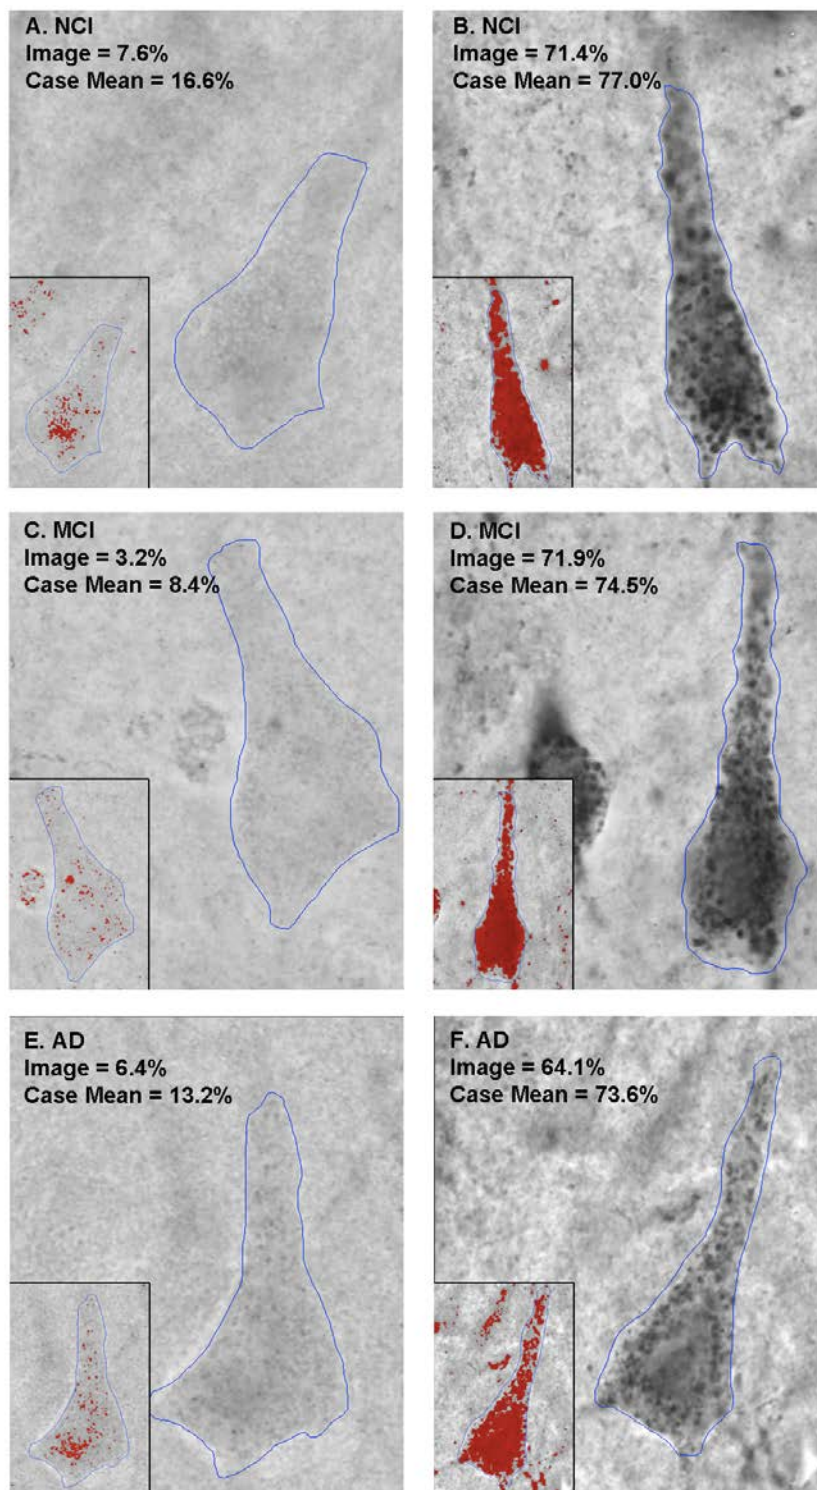 A. NCI
Image = 7.6%
Case Mean = 16.6%
B. NCI
Image = 71.4%
Case Mean = 77.0%
C. MCI
Image = 3.2%
Case Mean = 8.4%
D. MCI
Image = 71.9%
Case Mean = 74.5%
E. AD
Image = 6.4%
Case Mean = 13.2%
F. AD
Image = 64.1%
Case Mean = 73.6%